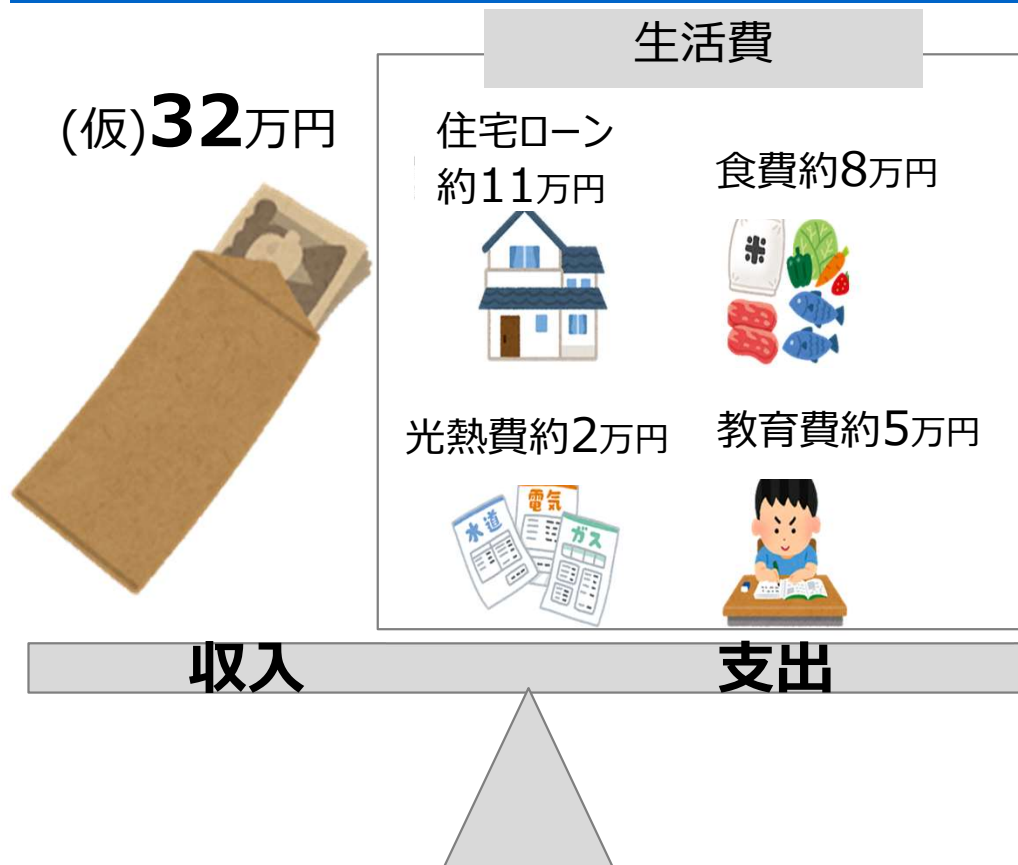 生活費
(仮)32万円
住宅ローン
約11万円
食費約8万円
米
光熱費約2万円
教育費約5万円
水道
電気
ガス
収入
支出